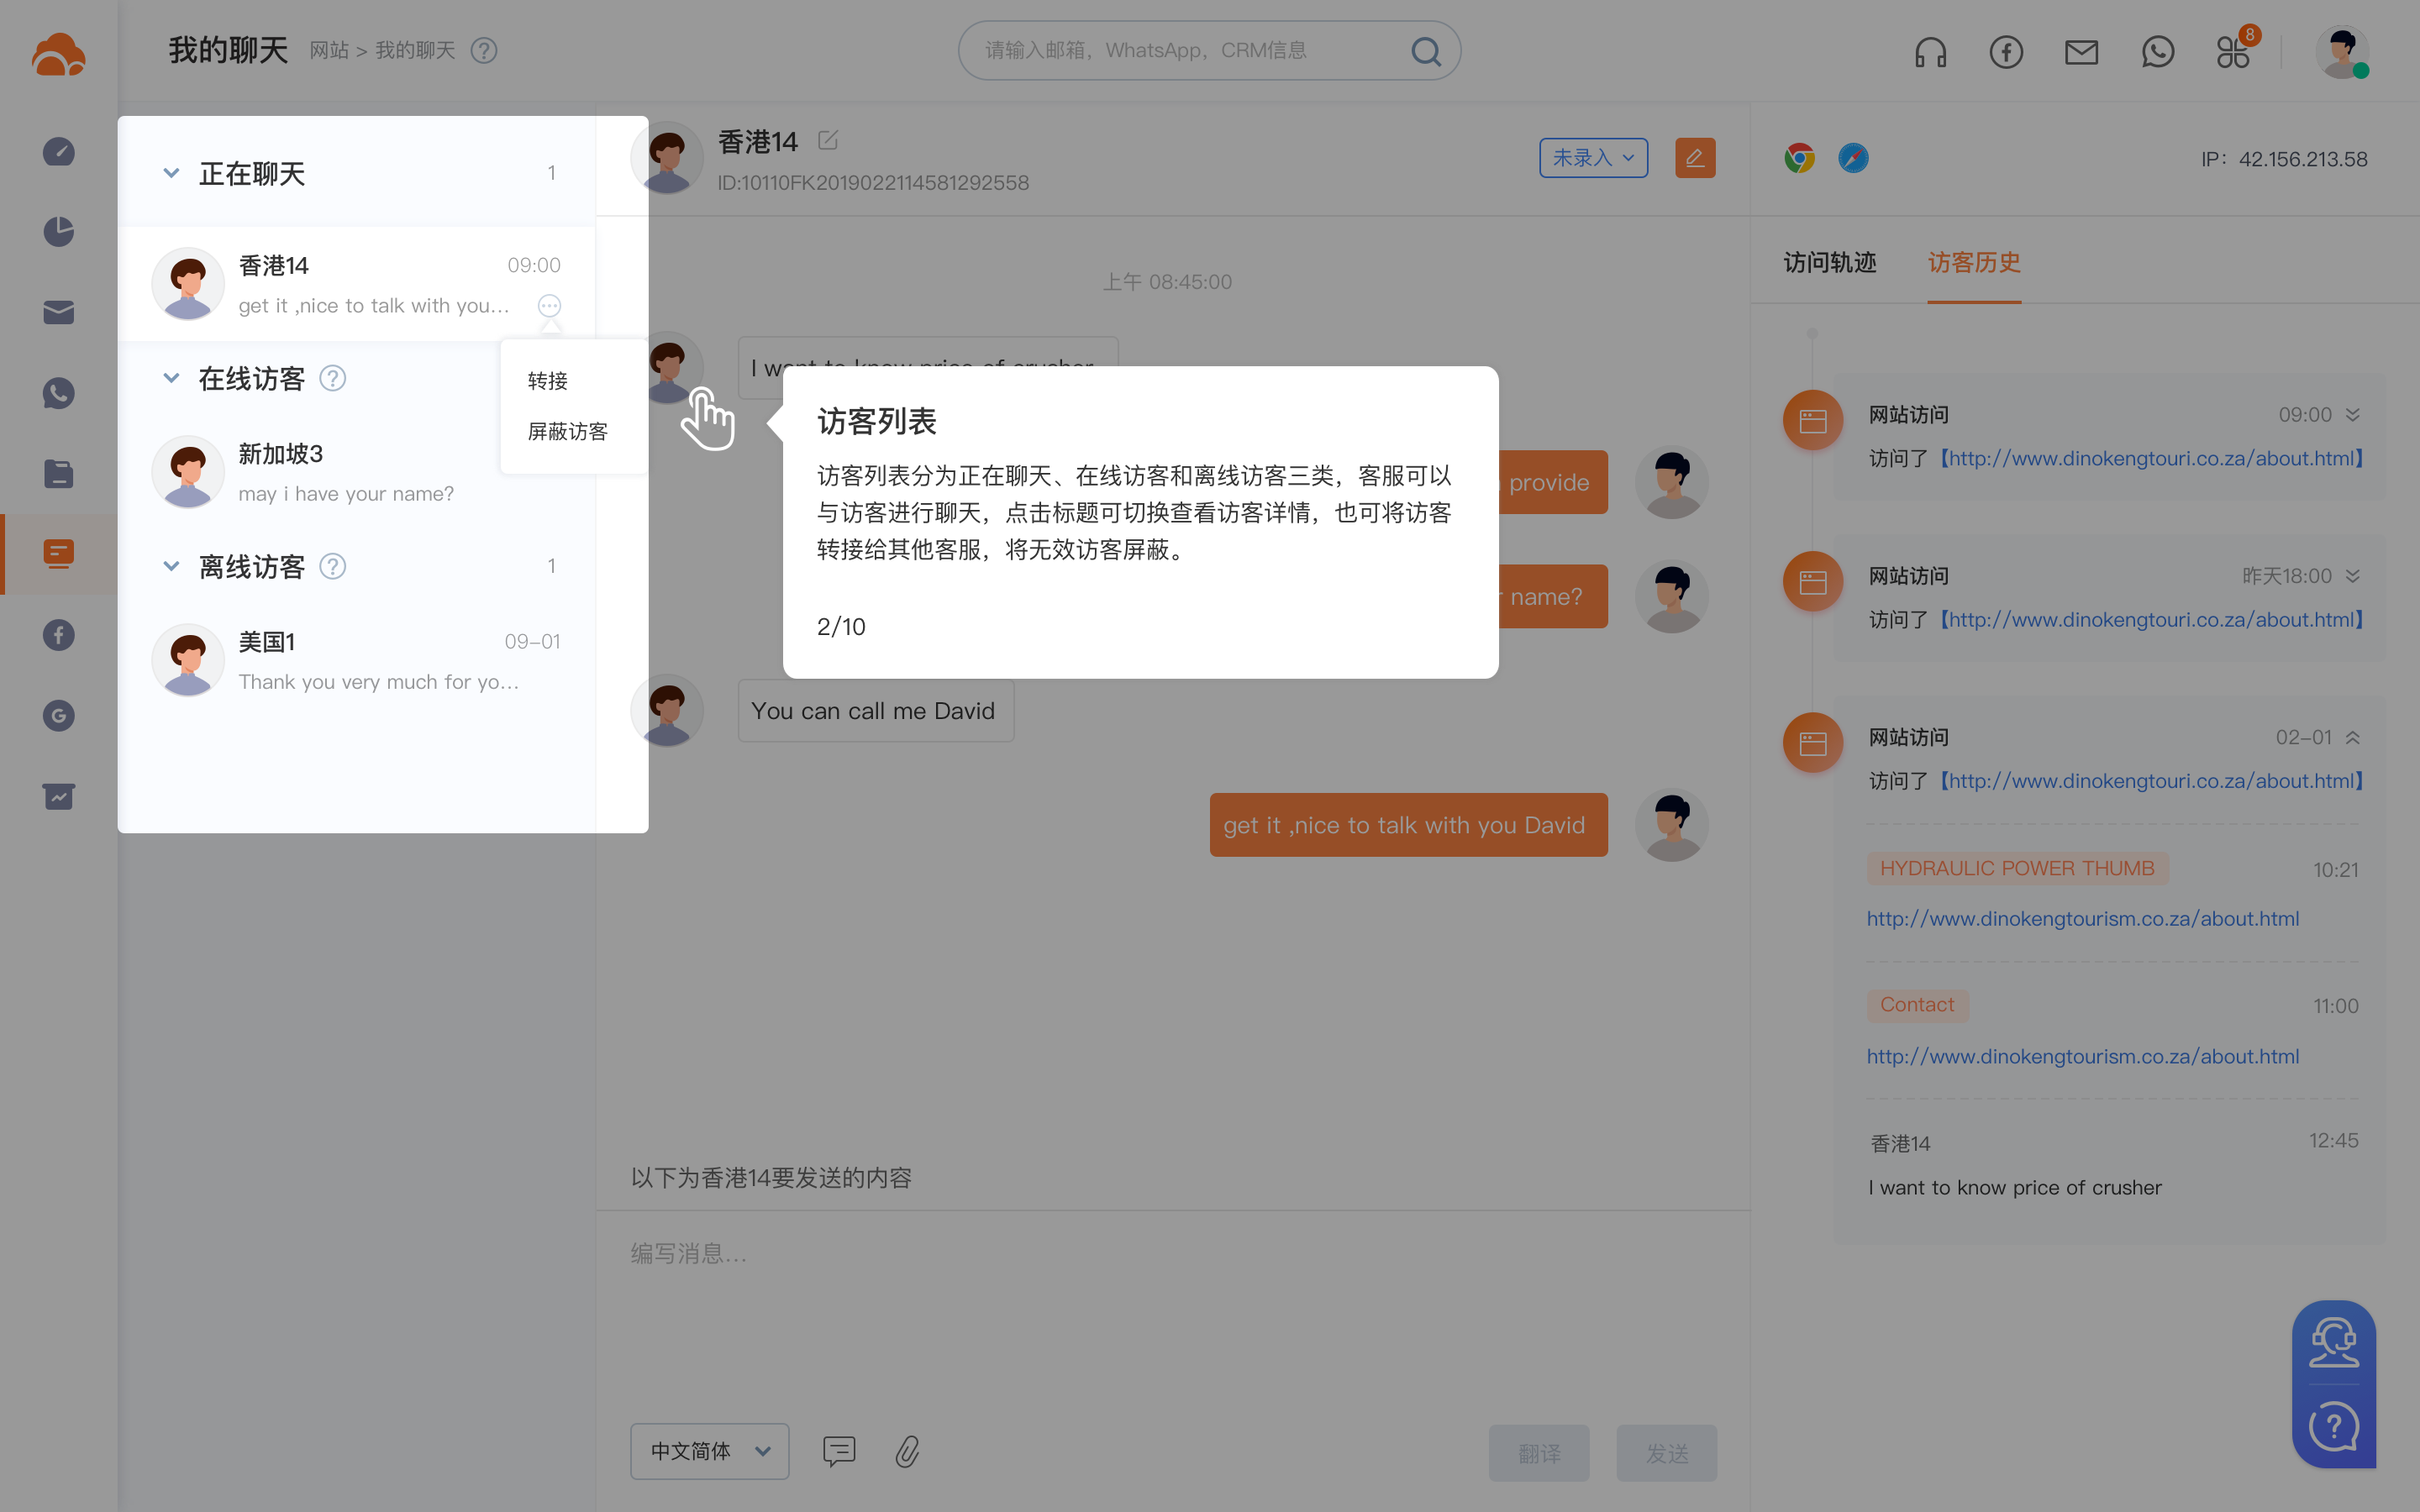 我的聊天
网站 > 我的聊天
请输入邮箱，WhatsApp，CRM信息
8
正在聊天
1
香港14
09:00
get it ,nice to talk with you...
转接
屏蔽访客
在线访客
新加坡3
may i have your name?
离线访客
1
美国1
09-01
Thank you very much for yo...
香港14
ID:10110FK2019022114581292558
未录入
上午 08:45:00
I want to know price of crusher
访客列表
访客列表分为正在聊天、在线访客和离线访客三类，客服可以
与访客进行聊天，点击标题可切换查看访客详情，也可将访客
转接给其他客服，将无效访客屏蔽。
2/10
provide
name?
You can call me David
get it ,nice to talk with you David
以下为香港14要发送的内容
编写消息...
中文简体
翻译
发送
IP：42.156.213.58
访问轨迹
访客历史
网站访问
09:00
访问了【http://www.dinokengtouri.co.za/about.html】
网站访问
昨天18:00
访问了【http://www.dinokengtouri.co.za/about.html】
网站访问
02-01
访问了【http://www.dinokengtouri.co.za/about.html】
HYDRAULIC POWER THUMB
10:21
http://www.dinokengtourism.co.za/about.html
Contact
11:00
http://www.dinokengtourism.co.za/about.html
香港14
12:45
I want to know price of crusher